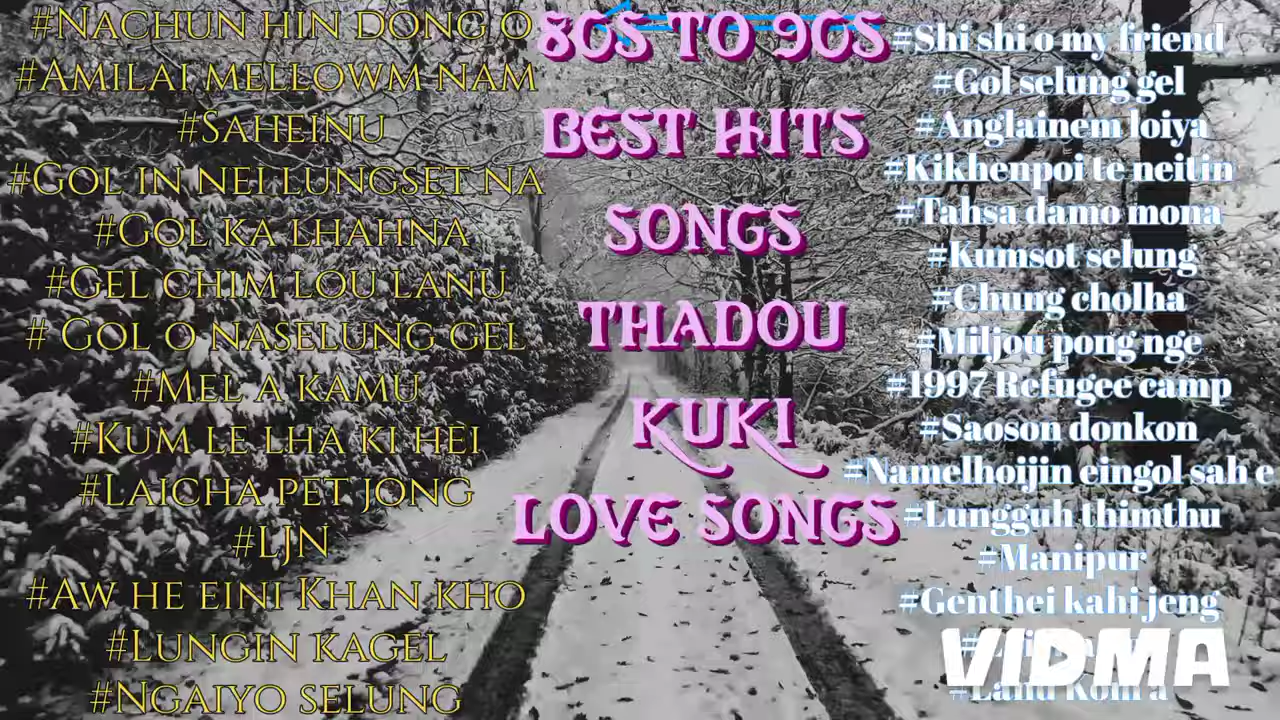 #Nachun hin dong o
#Amilai mellowm nam
#Saheinu
#Gol in nei lungset na
#Gol ka lhahna
#Gel chim lou lanu
# Gol o naselung gel
#Mel a kamu
#Kum le lha ki hei
#Laicha pet jong
#LJN
#Aw he eini Khan kho
#Lungin kagel
#Ngaiyo selung
80s TO 90s
BEST HITS
SONGS
THADOU
KUKI
LOVE SONGS
#Shi shi o my friend
#Gol selung gel
#Anglainem loiya
#Kikhenpoi te neitin
#Tahsa damo mona
#Kumsot selung
#Chung cholha
#Miljou pong nge
#1997 Refugee camp
#Saoson donkon
#Namelhoijin eingol sah e
#Lungguh thimthu
#Manipur
#Genthei kahi jeng
#Lanu kom a
VIDMA